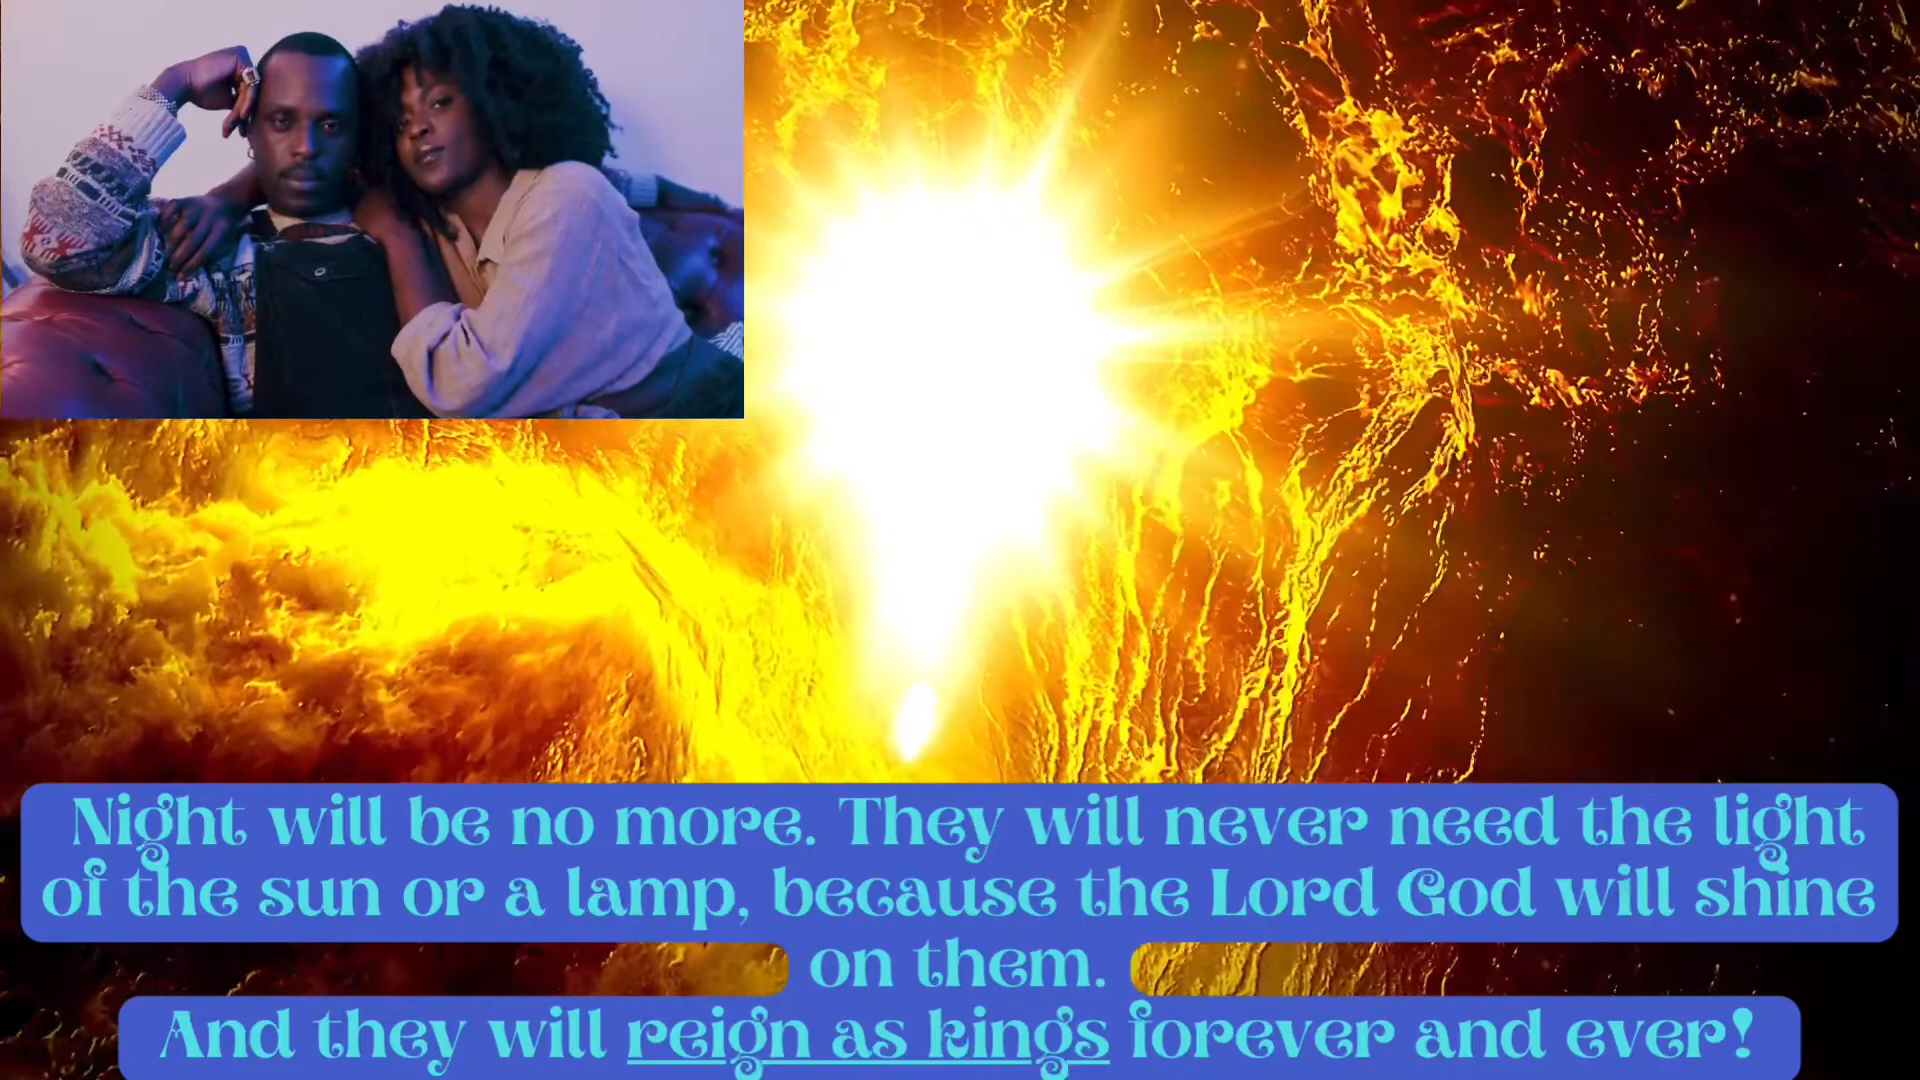 Night will be no more. They will never need the light
of the sun or a lamp, because the Lord God will shine
on them.
And they will reign as kings forever and ever!